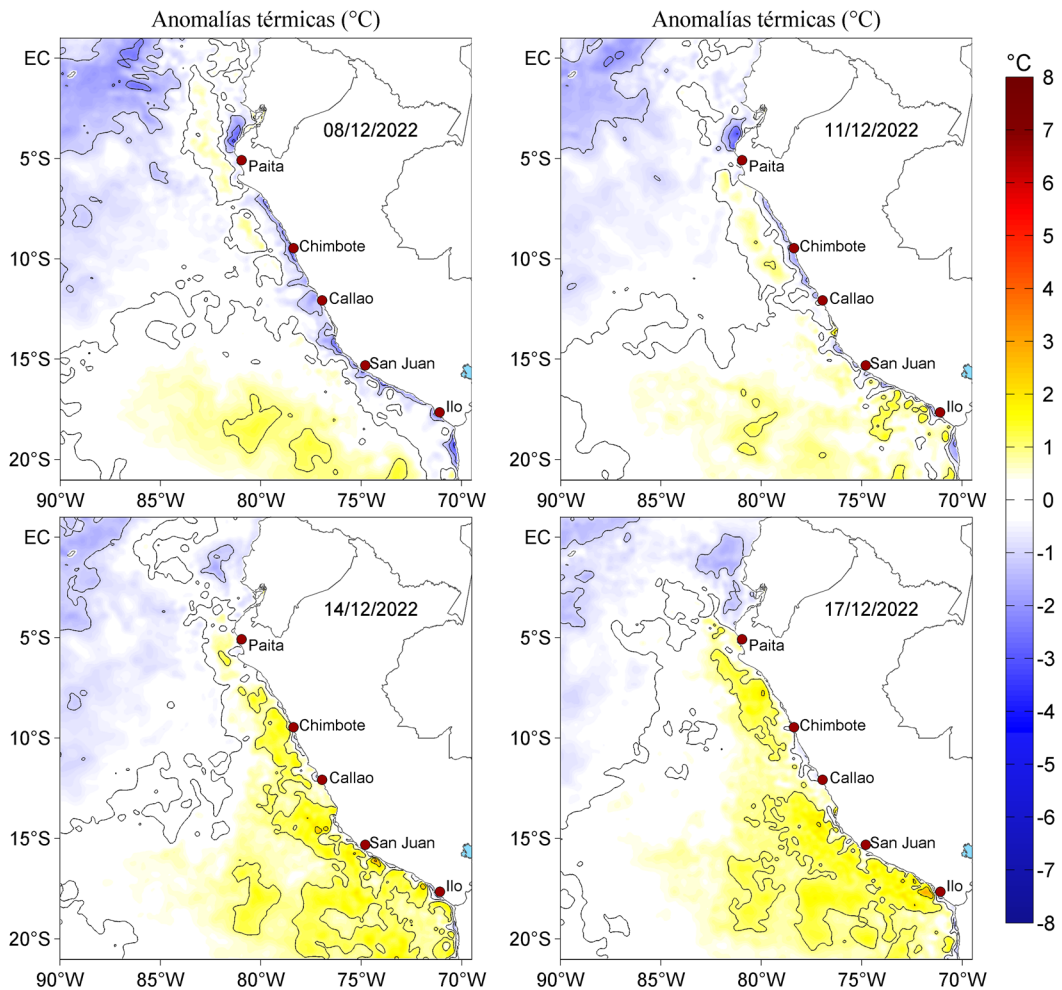 Anomalías térmicas (°C)
Anomalías térmicas (°C)
°C
EC
5°S
10°S
15°S
20°S
90°W
85°W
80°W
75°W
70°W
08/12/2022
Paita
Chimbote
Callao
San Juan
Ilo
EC
5°S
10°S
15°S
20°S
90°W
85°W
80°W
75°W
70°W
11/12/2022
Paita
Chimbote
Callao
San Juan
Ilo
EC
5°S
10°S
15°S
20°S
90°W
85°W
80°W
75°W
70°W
14/12/2022
Paita
Chimbote
Callao
San Juan
Ilo
EC
5°S
10°S
15°S
20°S
90°W
85°W
80°W
75°W
70°W
17/12/2022
Paita
Chimbote
Callao
San Juan
Ilo
8
7
6
5
4
3
2
1
0
-1
-2
-3
-4
-5
-6
-7
-8